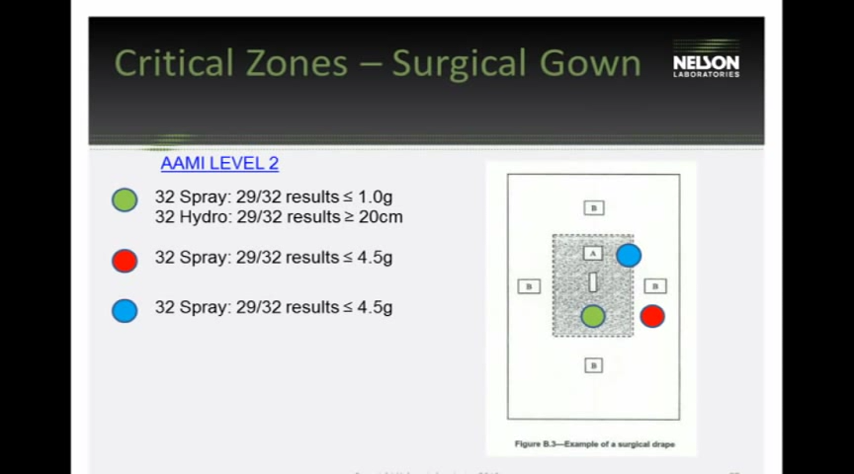 Critical Zones – Surgical Gown
NELSON
LABORATORIES
AAMI LEVEL 2
32 Spray: 29/32 results ≤ 1.0g
32 Hydro: 29/32 results ≥ 20cm
32 Spray: 29/32 results ≤ 4.5g
32 Spray: 29/32 results ≤ 4.5g
B
A
B
B
B
Figure B.3—Example of a surgical drape